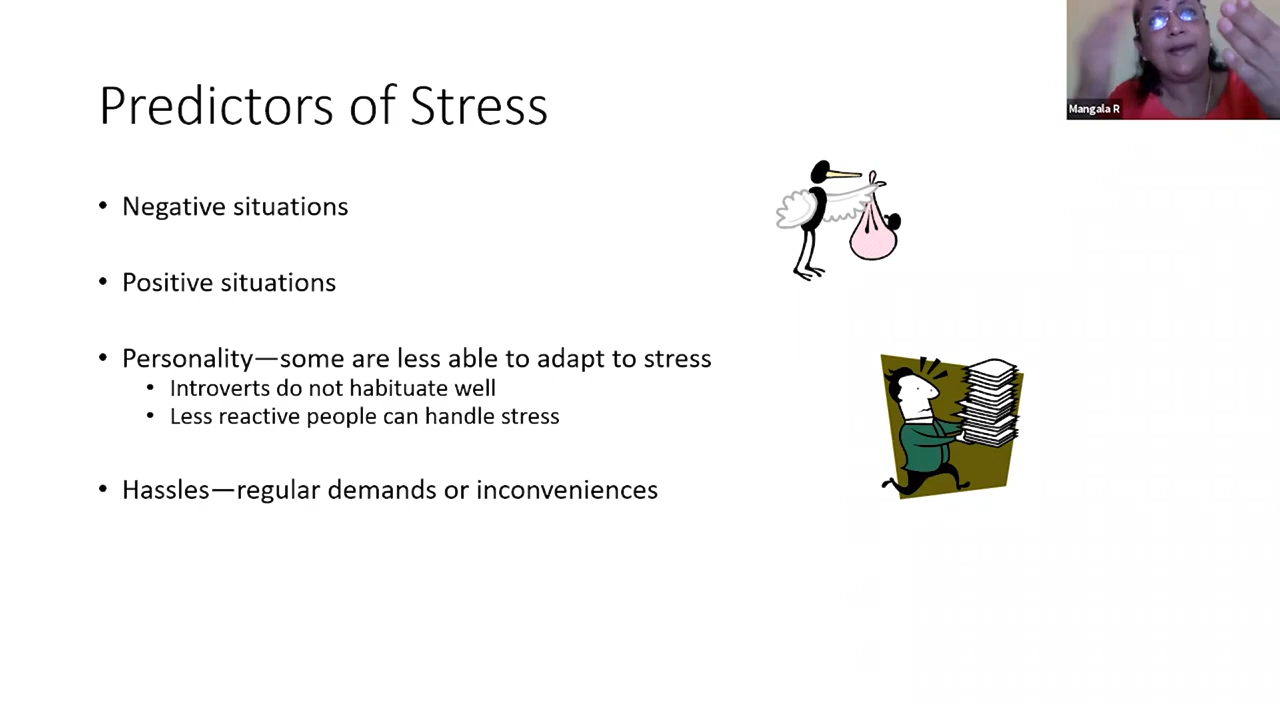 Mangala R
Predictors of Stress
• Negative situations
• Positive situations
• Personality—some are less able to adapt to stress
• Introverts do not habituate well
• Less reactive people can handle stress
• Hassles—regular demands or inconveniences